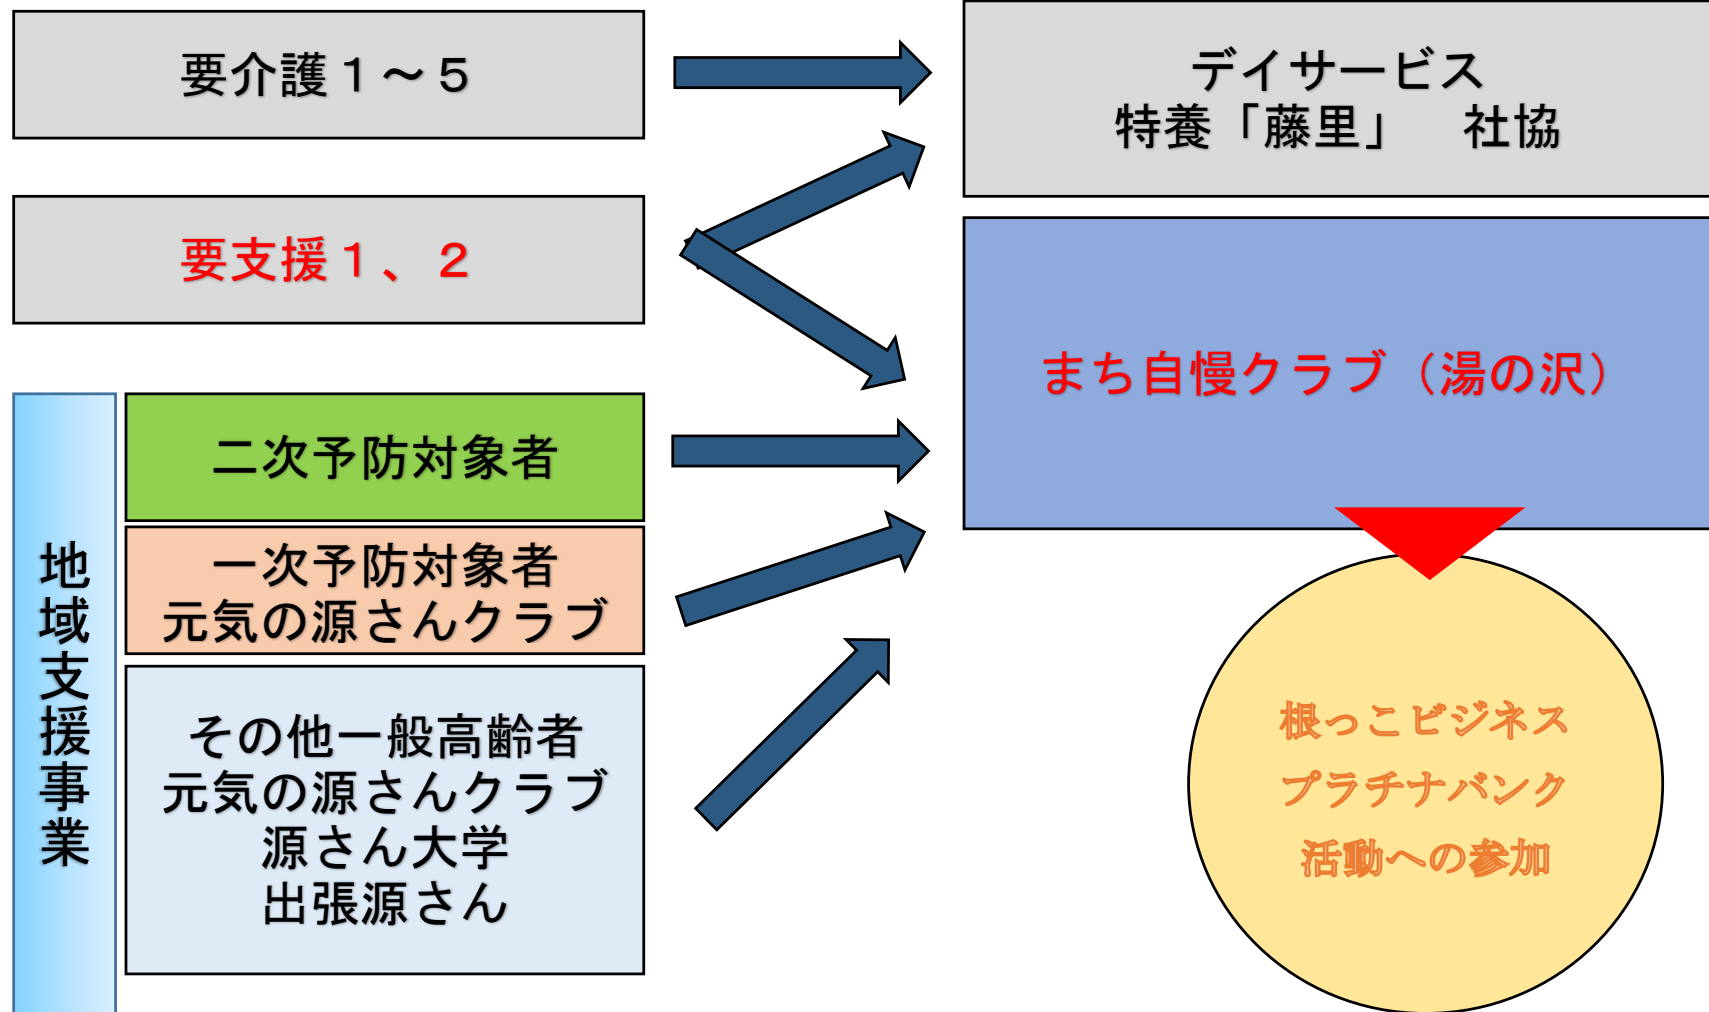 要介護１～５
デイサービス
特養「藤里」　社協
要支援１、２
まち自慢クラブ（湯の沢）
地域支援事業
二次予防対象者
一次予防対象者
元気の源さんクラブ
その他一般高齢者
元気の源さんクラブ
源さん大学
出張源さん
根っこビジネス
プラチナバンク
活動への参加